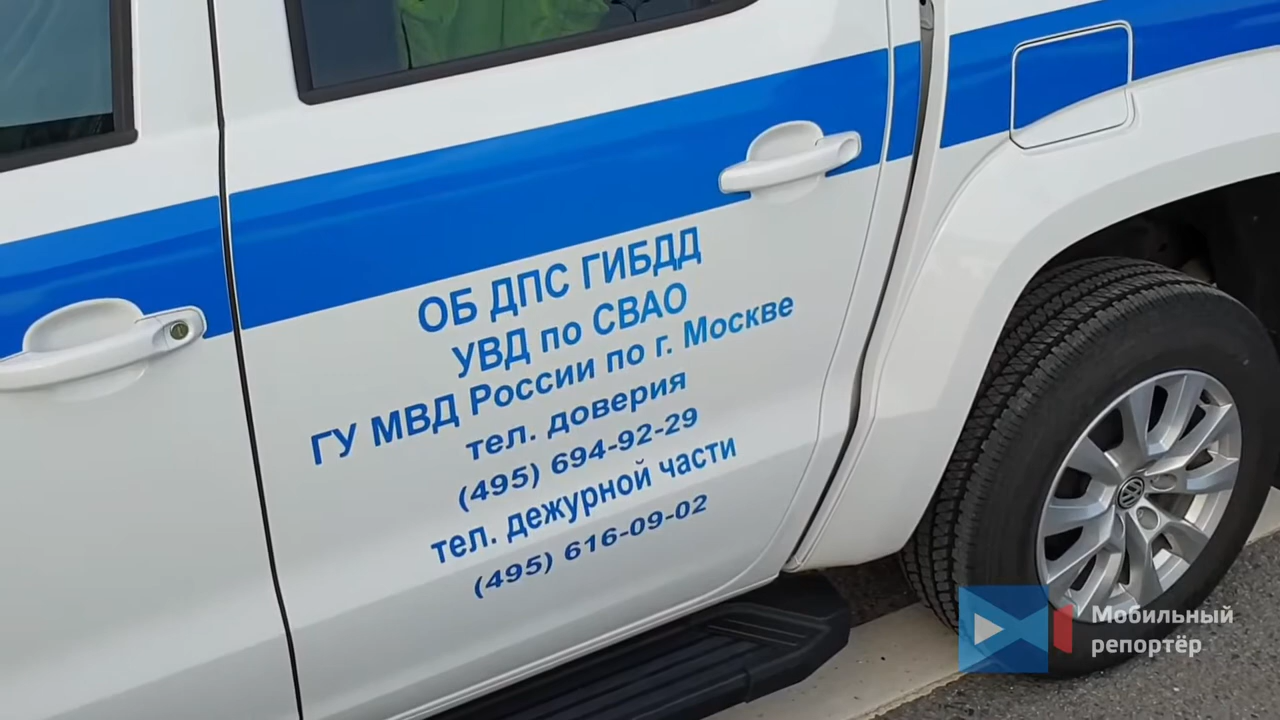 ОБ ДПС ГИБДД
УВД по СВАО
ГУ МВД России по г. Москве
тел. доверия
(495) 694-92-29
тел. дежурной части
(495) 616-09-02
Мобильный
репортёр